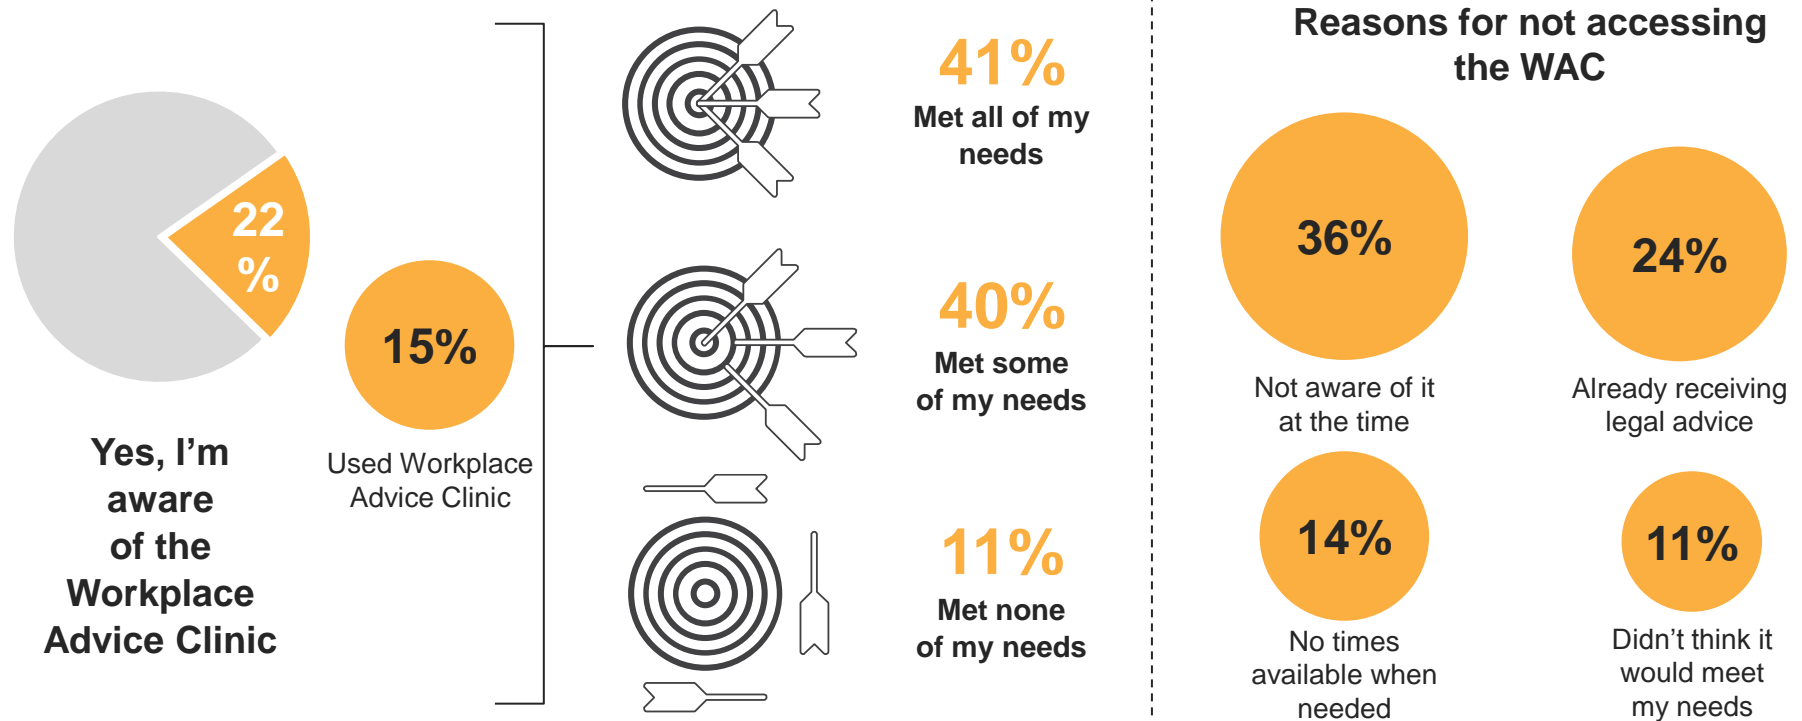 22
%
Yes, I’m
aware
of the
Workplace
Advice Clinic
15%
Used Workplace
Advice Clinic
41%
Met all of my
needs
40%
Met some
of my needs
11%
Met none
of my needs
Reasons for not accessing
the WAC
36%
Not aware of it
at the time
24%
Already receiving
legal advice
14%
No times
available when
needed
11%
Didn’t think it
would meet
my needs